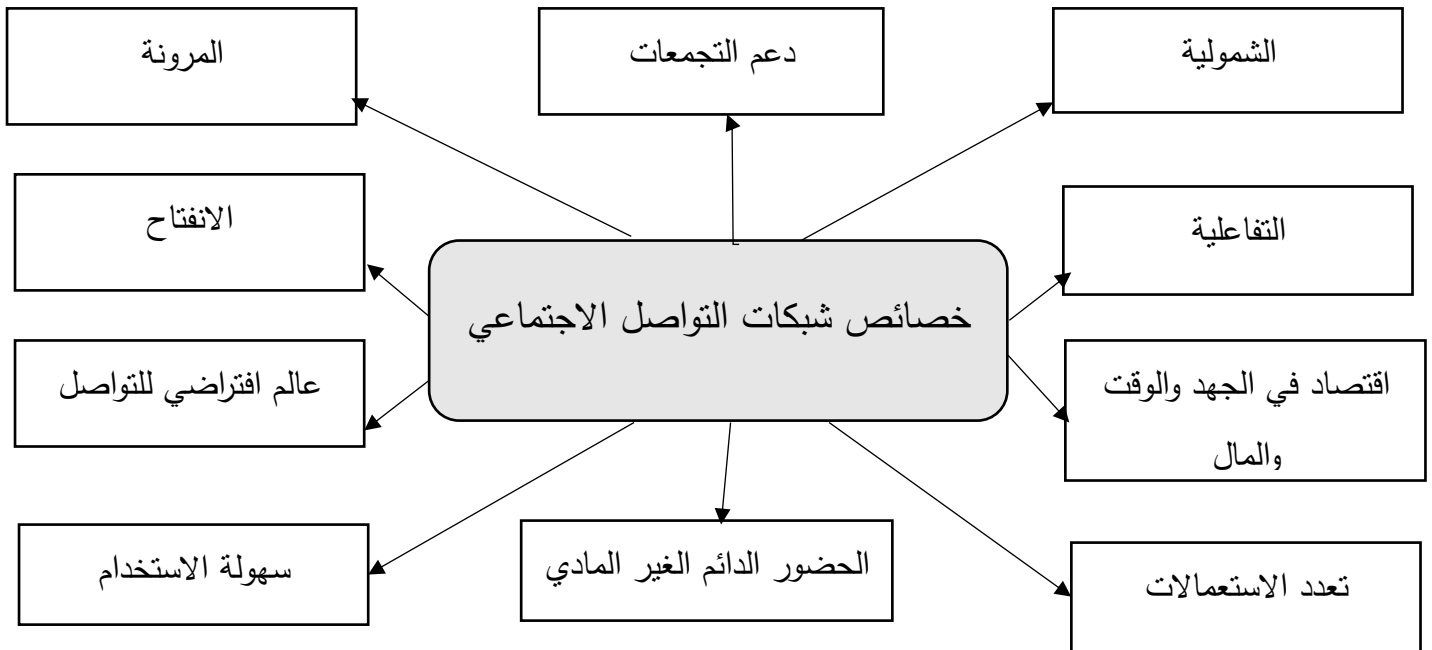 الشمولية
دعم التجمعات
المرونة
التفاعلية
الانفتاح
خصائص شبكات التواصل الاجتماعي
اقتصاد في الجهد والوقت
والمال
عالم افتراضي للتواصل
تعدد الاستعمالات
الحضور الدائم الغير المادي
سهولة الاستخدام